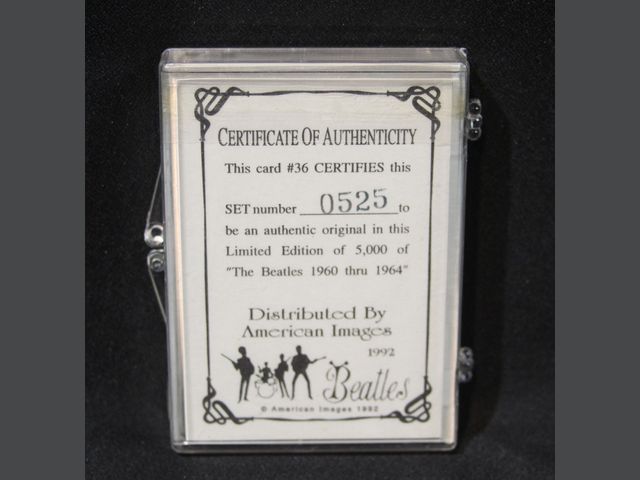 CERTIFICATE OF AUTHENTICITY
This card #36 CERTIFIES this
SET number 0525 to
be an authentic original in this
Limited Edition of 5,000 of
"The Beatles 1960 thru 1964"
Distributed By
American Images
1992
Beatles
© American Images 1992